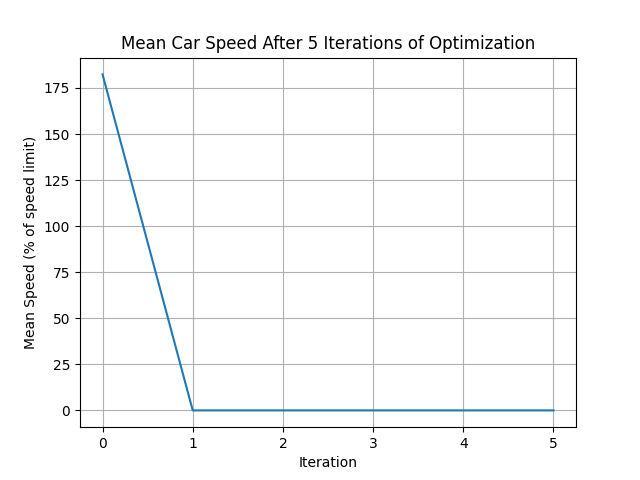 Mean Car Speed After 5 Iterations of Optimization
Mean Speed (% of speed limit)
175
150
125
100
75
50
25
0
0 1 2 3 4 5
Iteration